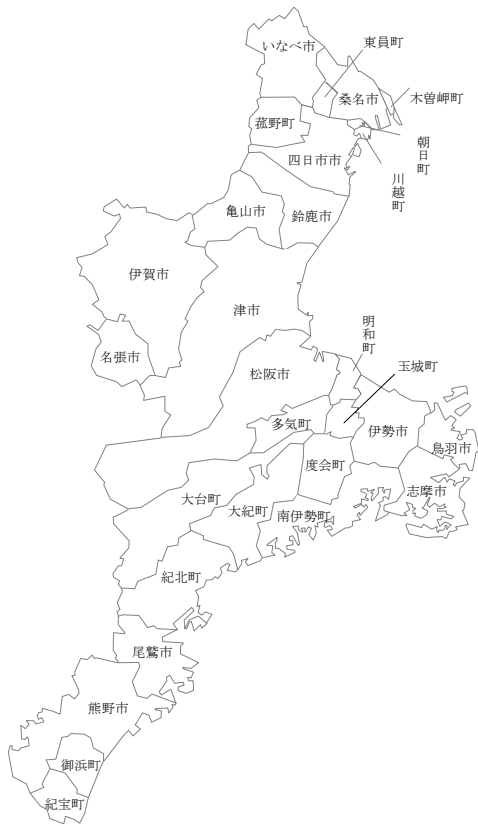 いなべ市
東員町
桑名市
木曽岬町
菰野町
朝日町
四日市市
川越町
亀山市
鈴鹿市
伊賀市
津市
明和町
名張市
玉城町
松阪市
多気町
伊勢市
鳥羽市
度会町
志摩市
大台町
大紀町
南伊勢町
紀北町
尾鷲市
熊野市
御浜町
紀宝町